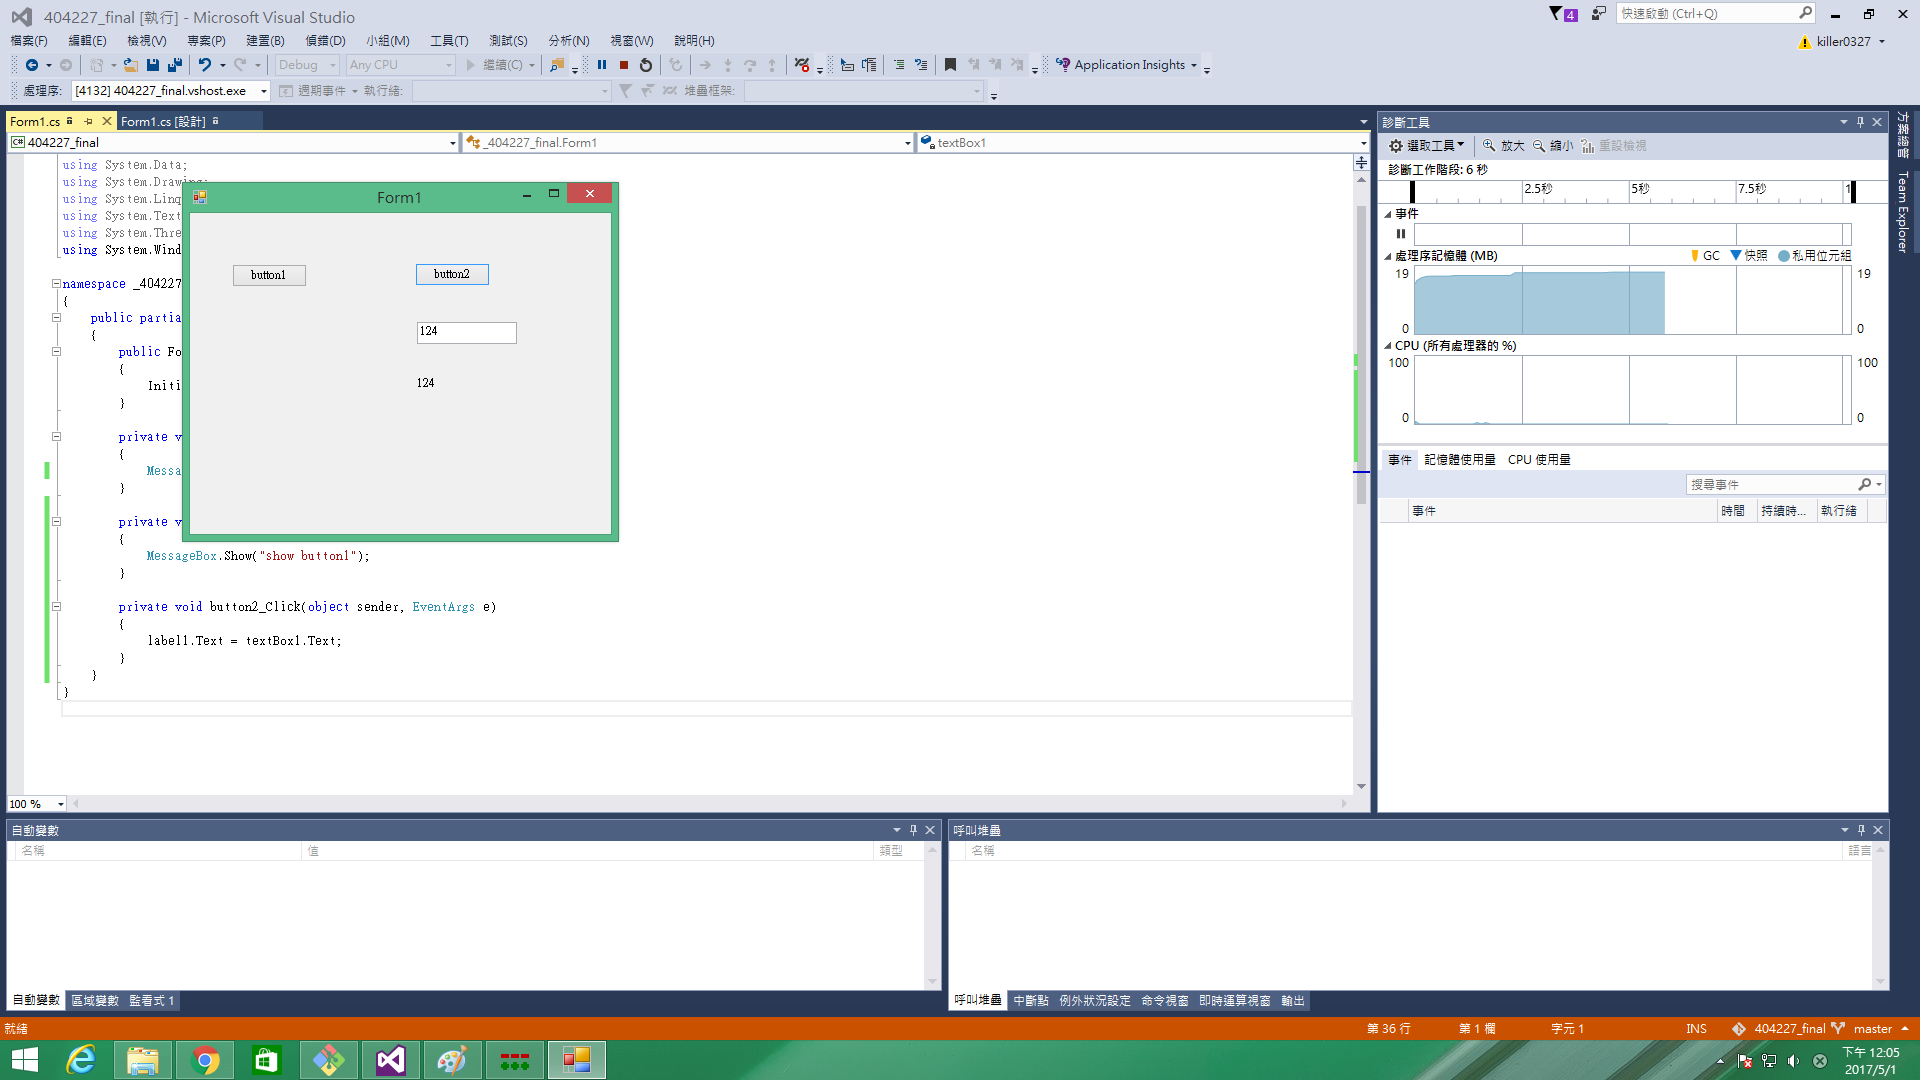 404227_final [執行] - Microsoft Visual Studio
4
快速啟動 (Ctrl+Q)
檔案(F) 編輯(E) 檢視(V) 專案(P) 建置(B) 偵錯(D) 小組(M) 工具(T) 測試(S) 分析(N) 視窗(W) 說明(H)
killer0327
Debug Any CPU 繼續(C) Application Insights
處理序: [4132] 404227_final.vshost.exe 週期事件 執行緒: 堆疊框架:
Form1.cs Form1.cs [設計]
C# 404227_final _404227_final.Form1 textBox1
using System.Data;
using System.Drawing;
using System.Linq
using System.Text
using System.Thre
using System.Wind
namespace _404227
{
public partia
{
public Fo
{
Initi
}
private v
{
Messa
}
private v
{
MessageBox.Show("show button1");
}
private void button2_Click(object sender, EventArgs e)
{
label1.Text = textBox1.Text;
}
}
}
Form1
button1 button2
124
124
100 %
診斷工具
選取工具 放大 縮小 重設檢視
診斷工作階段: 6 秒
2.5秒 5秒 7.5秒 1
事件
處理序記憶體 (MB) GC 快照 私用位元組
19 19
0 0
CPU (所有處理器的 %)
100 100
0 0
事件 記憶體使用量 CPU 使用量
搜尋事件
事件 時間 持續時... 執行緒
方案總管
Team Explorer
自動變數
名稱 值 類型
自動變數 區域變數 監看式 1
呼叫堆疊
名稱 語言
呼叫堆疊 中斷點 例外狀況設定 命令視窗 即時運算視窗 輸出
就緒 第 36 行 第 1 欄 字元 1 INS 404227_final master
下午 12:05
2017/5/1